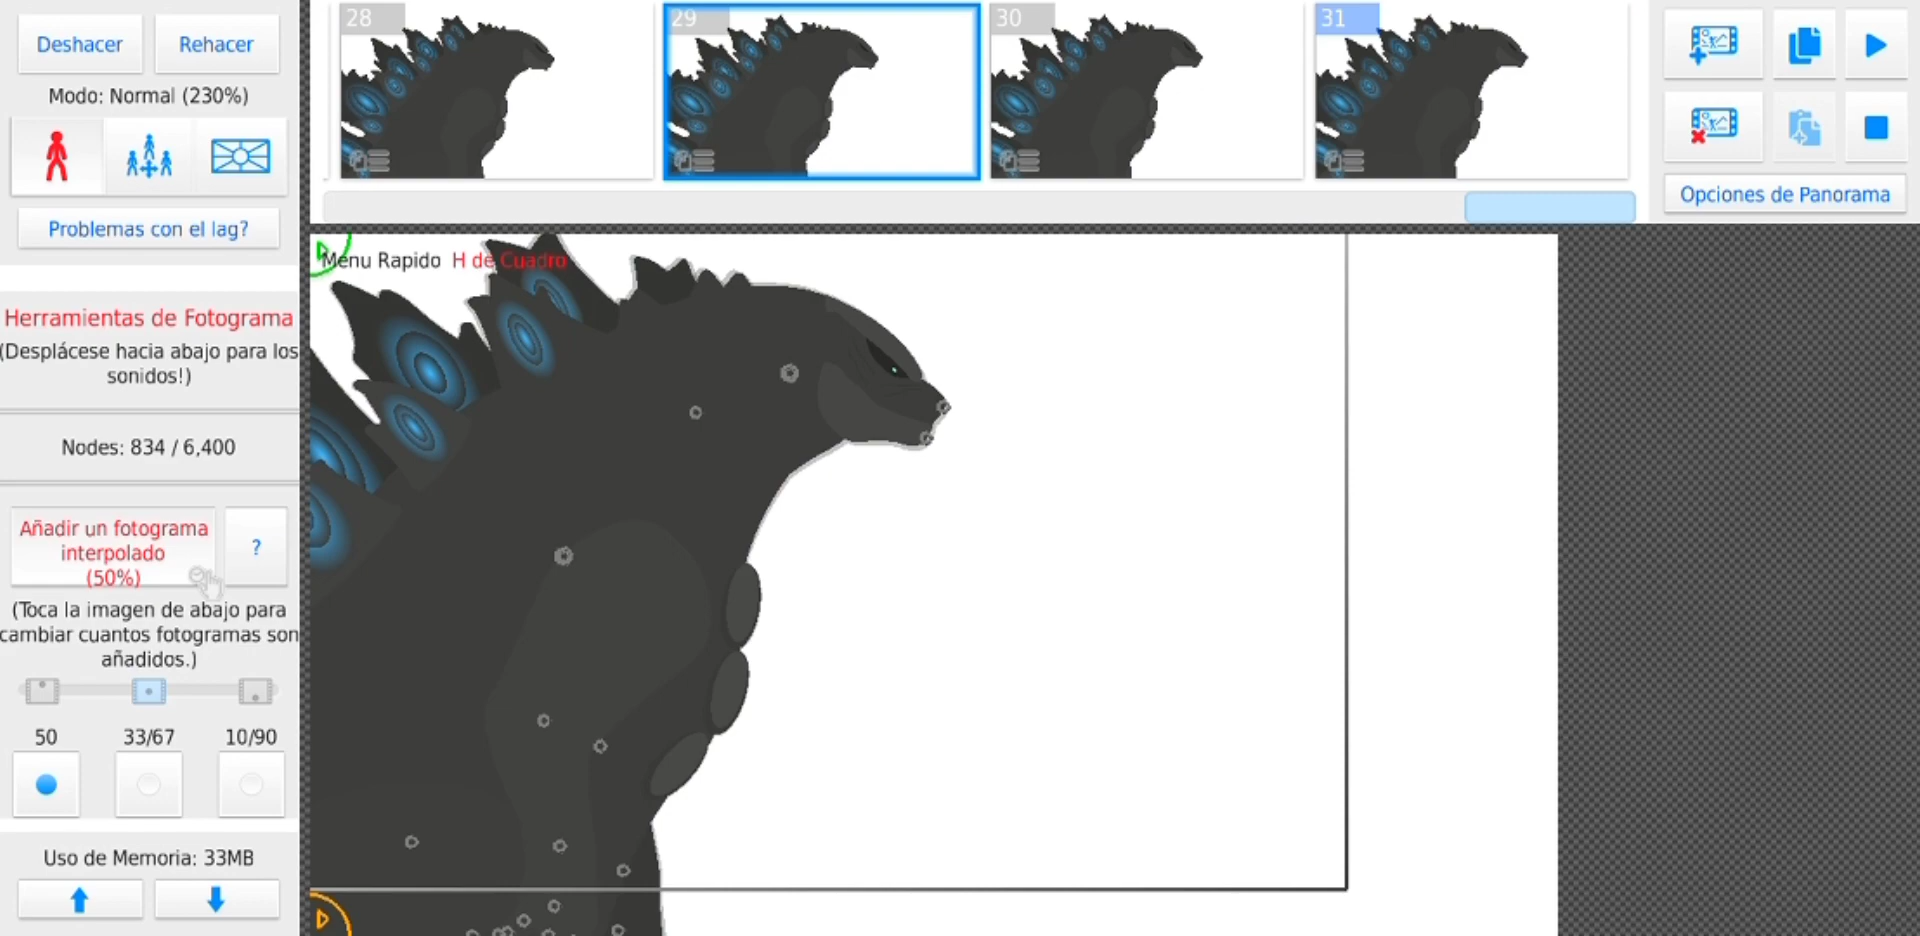 Deshacer Rehacer
Modo: Normal (230%)
Problemas con el lag?
Herramientas de Fotograma
(Desplácese hacia abajo para los
sonidos!)
Nodes: 834 / 6,400
Añadir un fotograma
interpolado
(50%)
?
(Toca la imagen de abajo para
cambiar cuantos fotogramas son
añadidos.)
50 33/67 10/90
Uso de Memoria: 33MB
28 29 30 31
Opciones de Panorama
Menu Rapido H de Cuadro